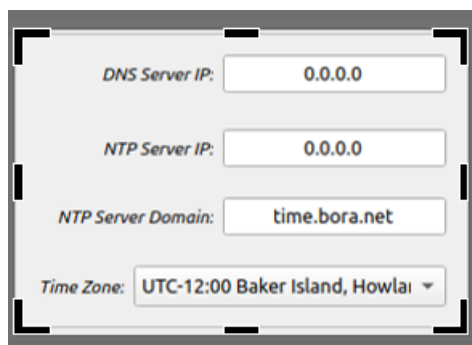 DNS Server IP: 0.0.0.0
NTP Server IP: 0.0.0.0
NTP Server Domain: time.bora.net
Time Zone: UTC-12:00 Baker Island, Howla